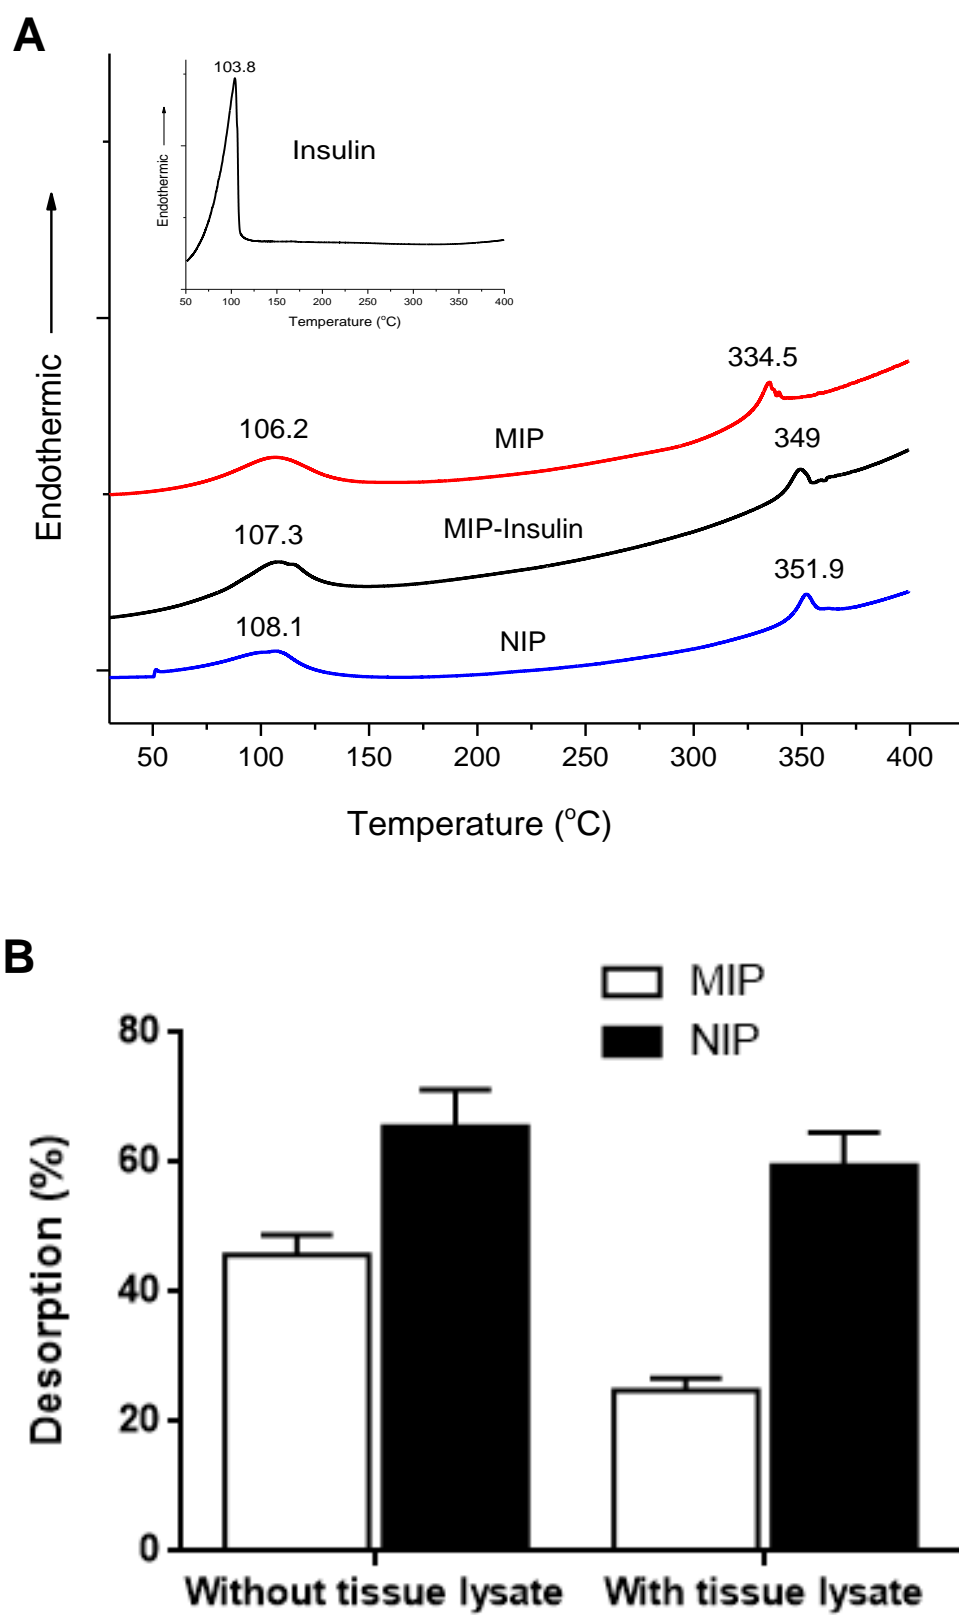 A
103.8
Insulin
Endothermic
50 100 150 200 250 300 350 400
Temperature (°C)
334.5
106.2
MIP
349
107.3
MIP-Insulin
351.9
108.1
NIP
Endothermic
50 100 150 200 250 300 350 400
Temperature (°C)
B
MIP
NIP
80
60
40
20
0
Desorption (%)
Without tissue lysate With tissue lysate